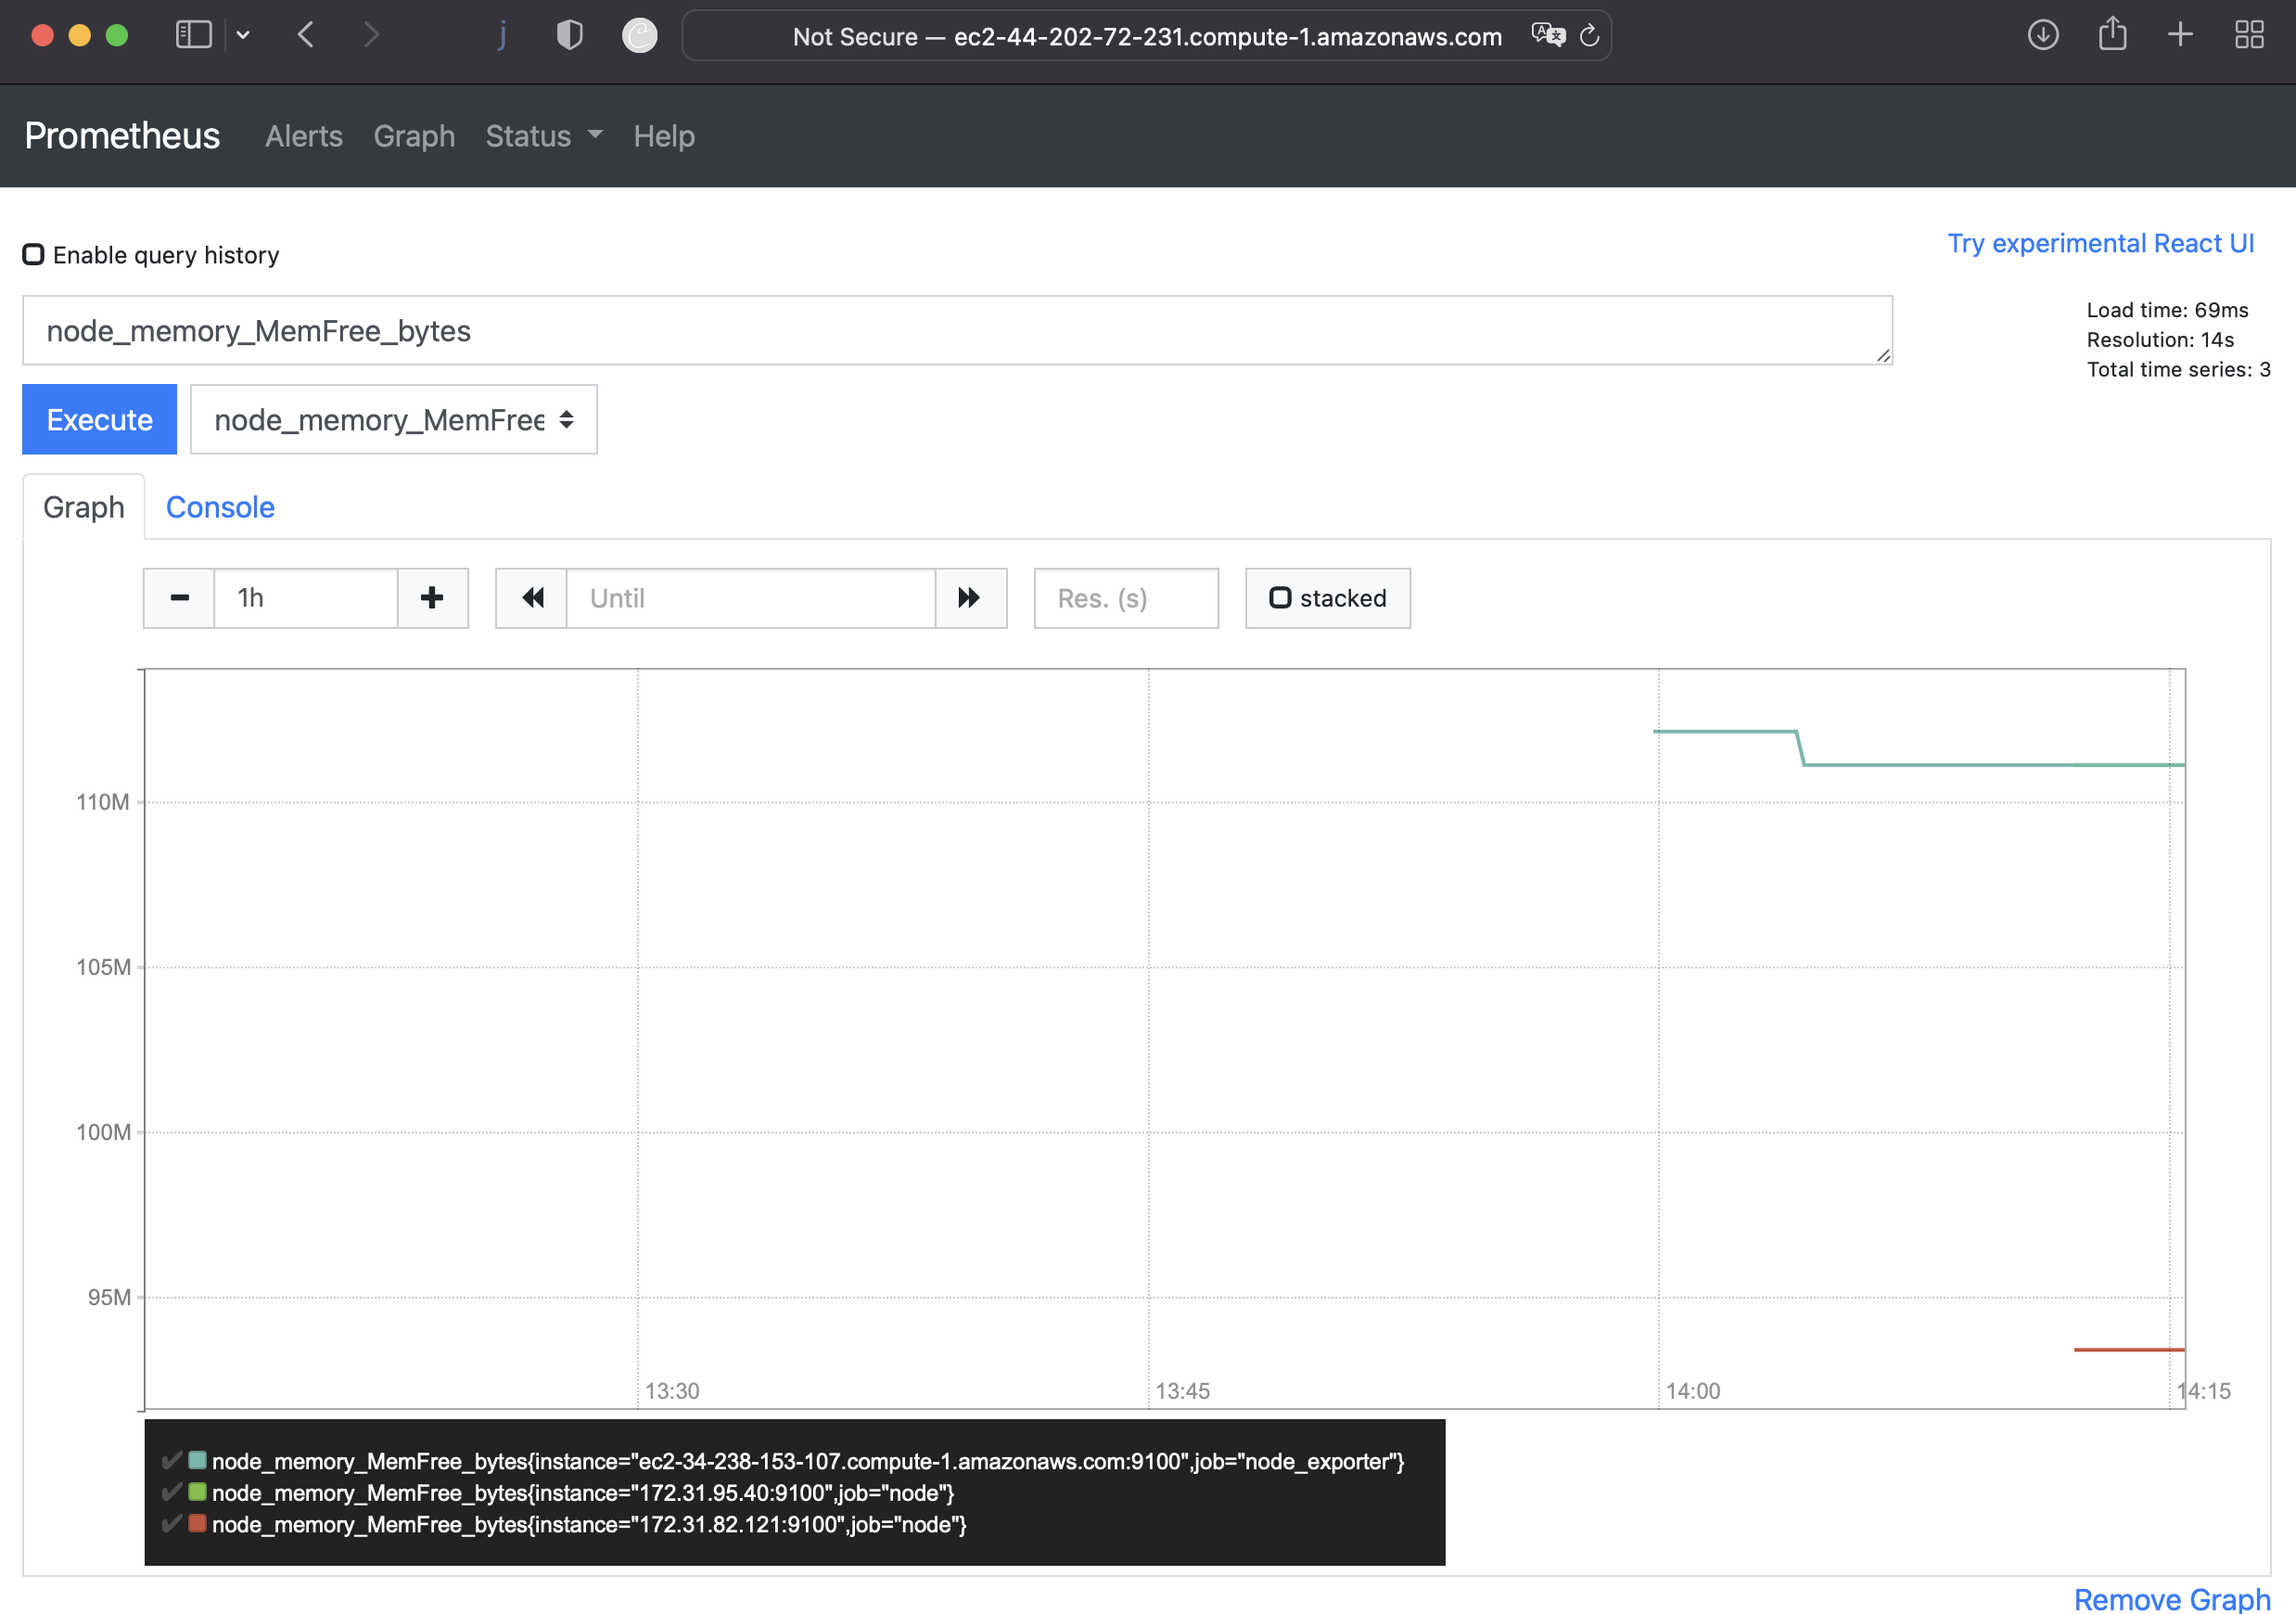 Not Secure — ec2-44-202-72-231.compute-1.amazonaws.com
Prometheus Alerts Graph Status Help
Enable query history
Try experimental React UI
node_memory_MemFree_bytes
Load time: 69ms
Resolution: 14s
Total time series: 3
Execute node_memory_MemFree
Graph Console
1h Until Res. (s) stacked
110M
105M
100M
95M
13:30 13:45 14:00 14:15
node_memory_MemFree_bytes{instance="ec2-34-238-153-107.compute-1.amazonaws.com:9100",job="node_exporter"}
node_memory_MemFree_bytes{instance="172.31.95.40:9100",job="node"}
node_memory_MemFree_bytes{instance="172.31.82.121:9100",job="node"}
Remove Graph